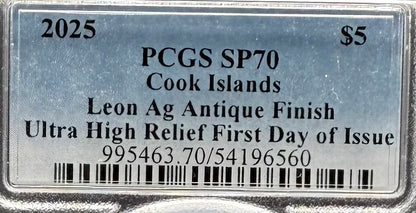 2025 $5
PCGS SP70
Cook Islands
Leon Ag Antique Finish
Ultra High Relief First Day of Issue
995463.70/54196560